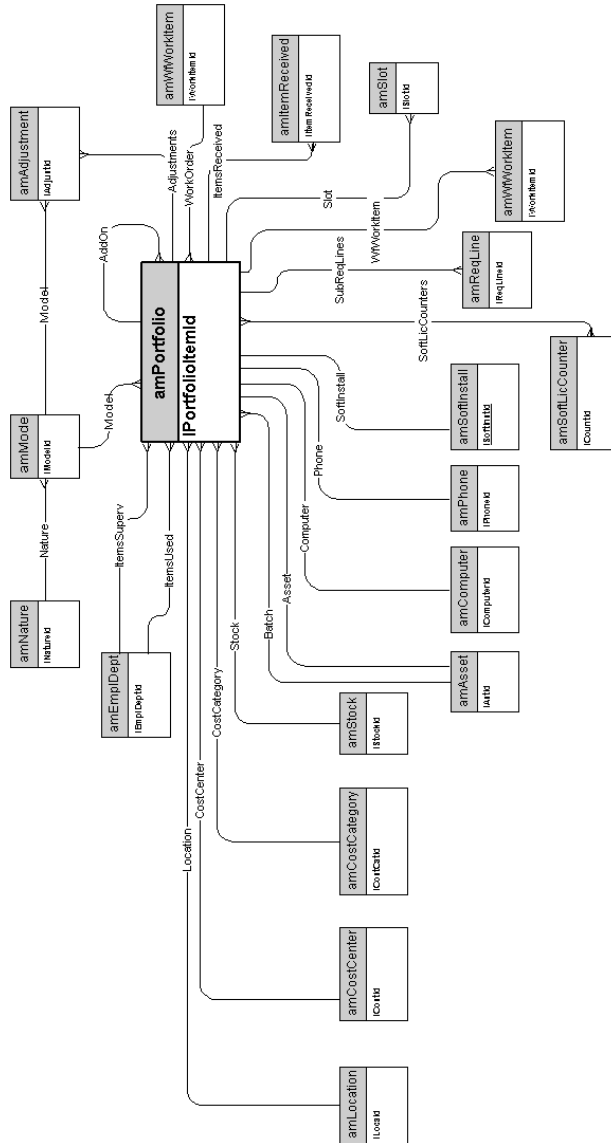 amNature
lNatureId
Nature
amMode
lModelId
Model
amAdjustment
lAdjustId
Model
AddOn
amEmplDept
lEmplDeptId
ItemsSuperv
ItemsUsed
amPortfolio
lPortfolioItemId
Adjustments
WorkOrder
amWfWorkItem
lWorkItemId
ItemsReceived
amItemReceived
lItemReceivedId
Location
CostCenter
CostCategory
Stock
Batch
Asset
Computer
Phone
SoftInstall
SoftLicCounters
SubReqLines
WfWorkItem
Slot
amLocation
lLocaId
amCostCenter
amCostCategory
lCostCatId
amStock
lStockId
amAsset
lAstId
amComputer
lComputerId
amPhone
lPhoneId
amSoftInstall
lSoftInstId
amSoftLicCounter
lCountId
amReqLine
lReqLineId
amWfWorkItem
lWorkItemId
amSlot
lSlotId